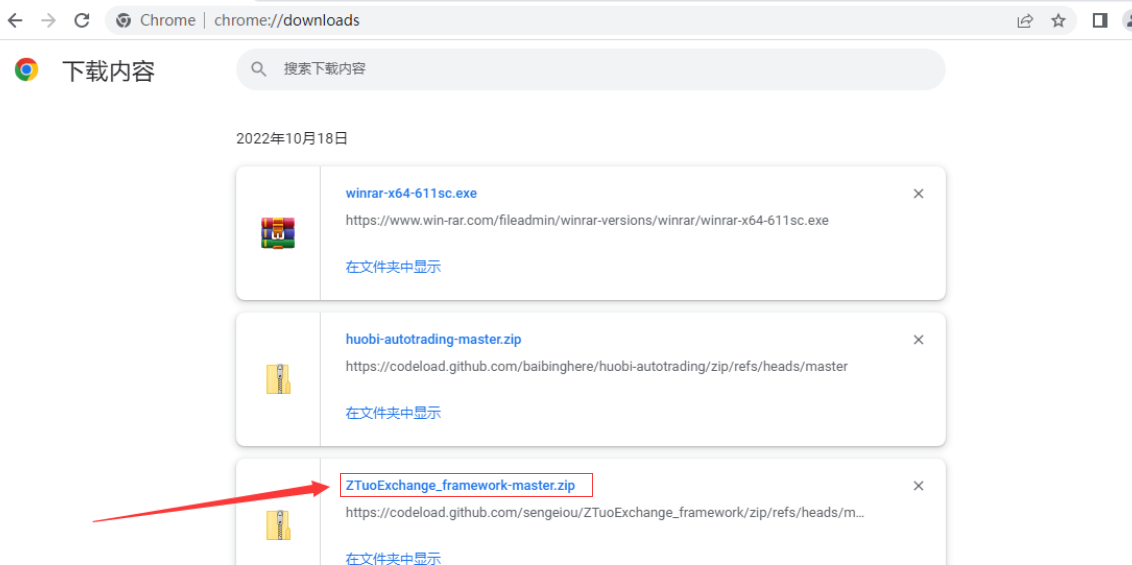 Chrome | chrome://downloads
下载内容
搜索下载内容
2022年10月18日
winrar-x64-611sc.exe
https://www.win-rar.com/fileadmin/winrar-versions/winrar/winrar-x64-611sc.exe
在文件夹中显示
huobi-autotrading-master.zip
https://codeload.github.com/baibinghere/huobi-autotrading/zip/refs/heads/master
在文件夹中显示
ZTuoExchange_framework-master.zip
https://codeload.github.com/sengeiou/ZTuoExchange_framework/zip/refs/heads/m...
在文件夹中显示